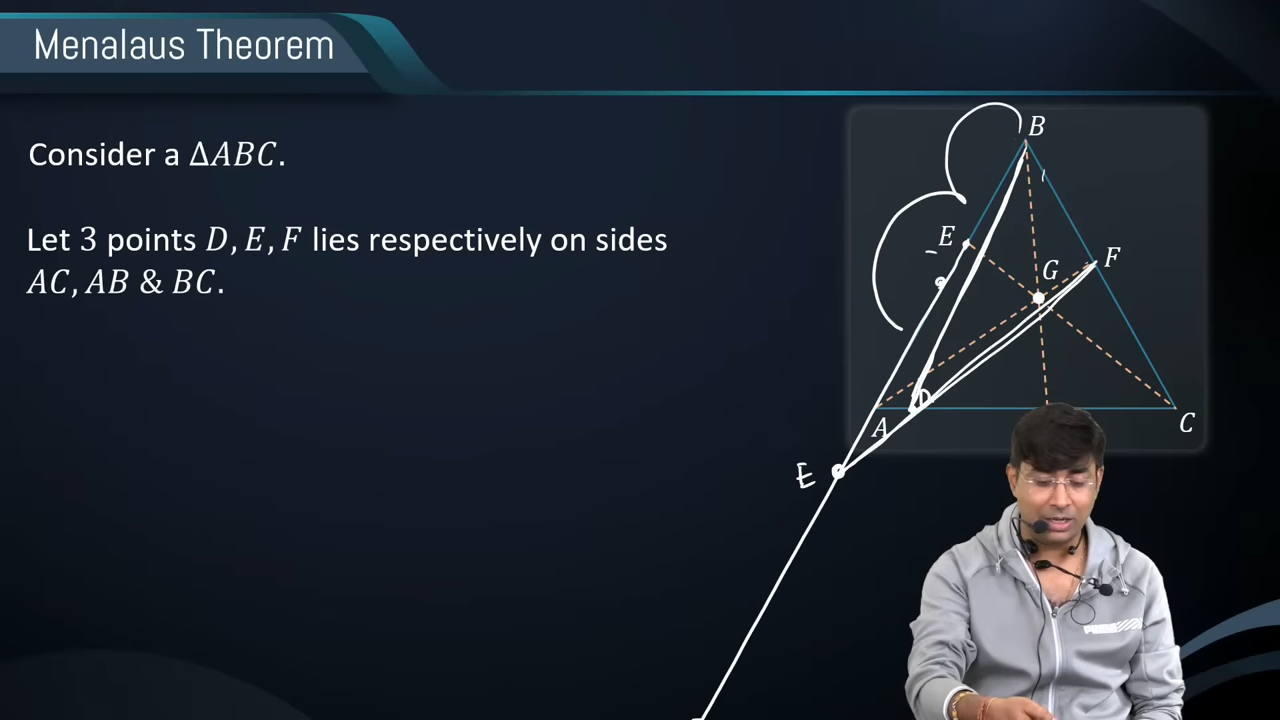 Menalaus Theorem
Consider a ΔABC.
Let 3 points D, E, F lies respectively on sides
AC, AB & BC.
B
E
F
G
D
A
C
E